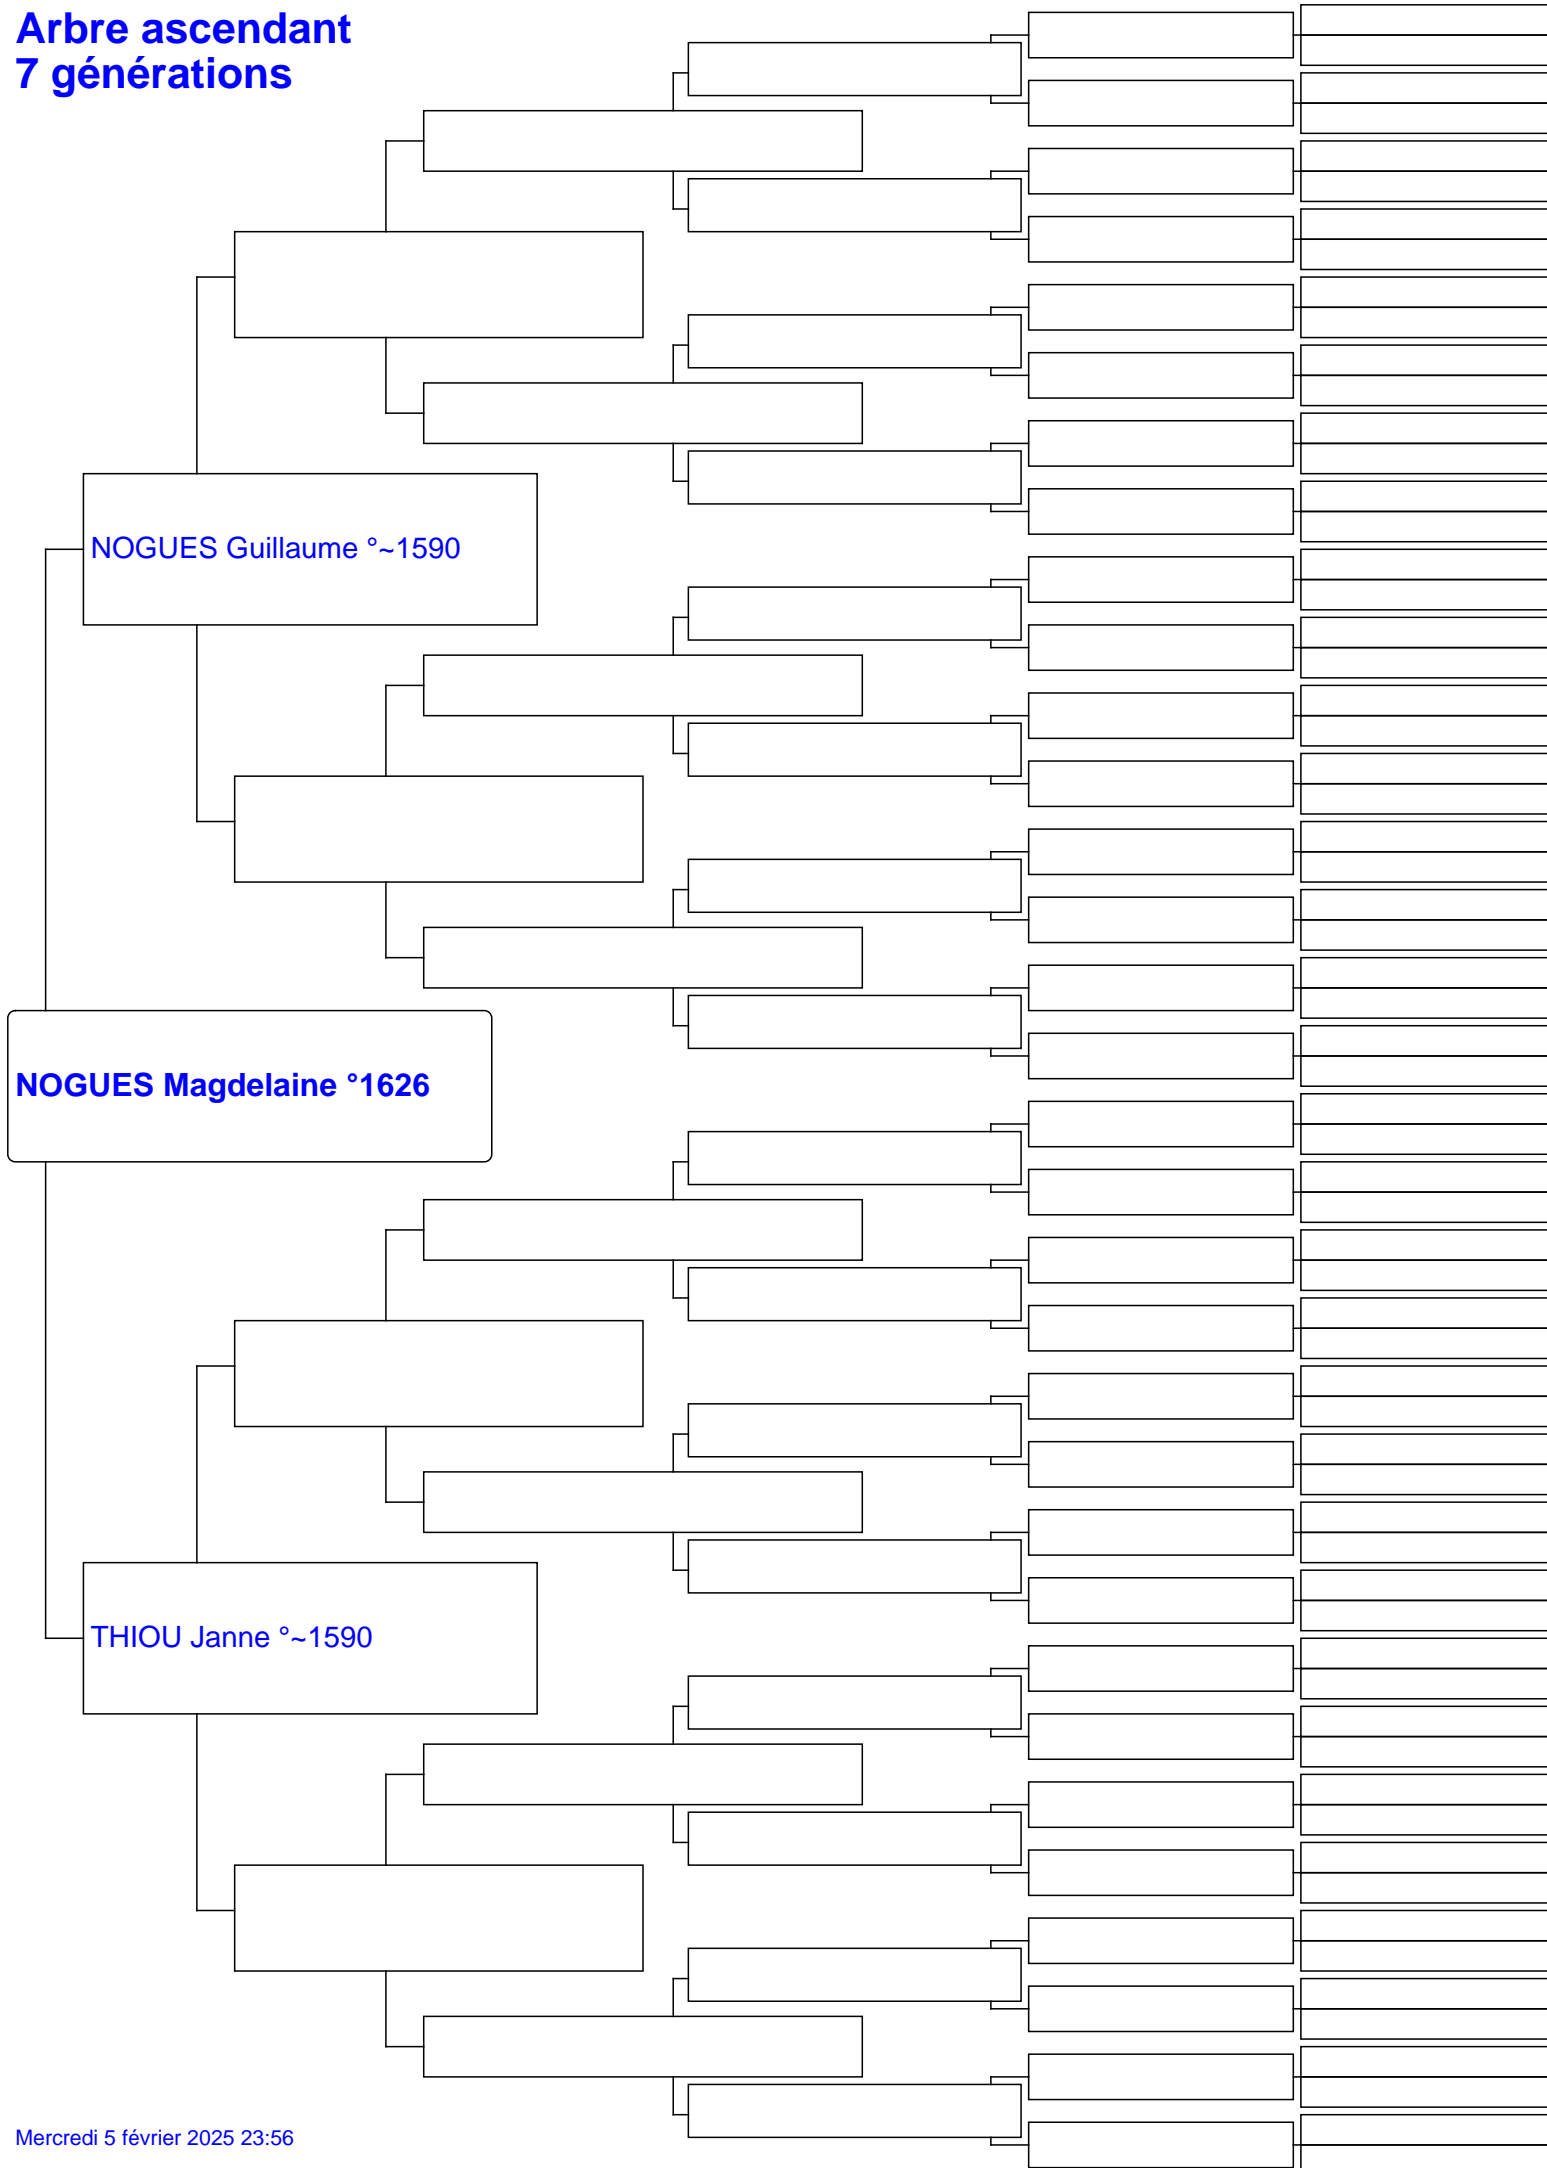 Arbre ascendant
7 générations
NOGUES Guillaume °~1590
NOGUES Magdelaine °1626
THIOU Janne °~1590
Mercredi 5 février 2025 23:56